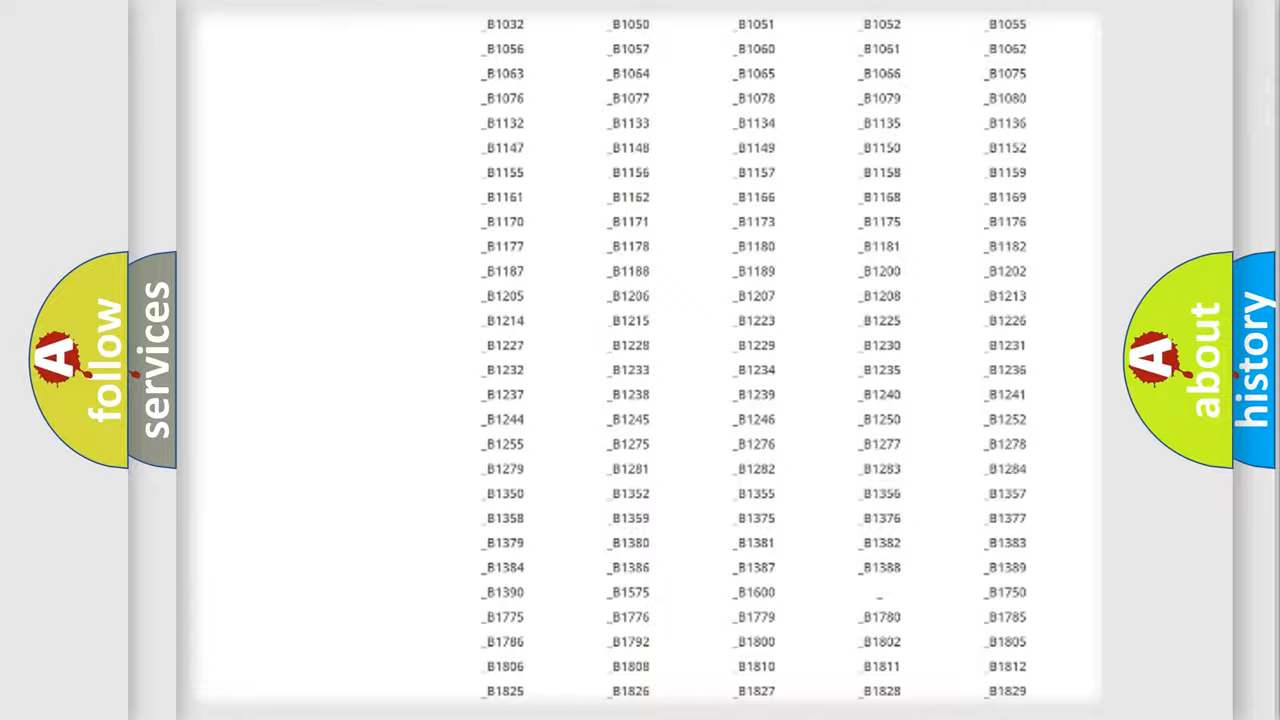 _B1032 _B1050 _B1051 _B1052 _B1055
_B1056 _B1057 _B1060 _B1061 _B1062
_B1063 _B1064 _B1065 _B1066 _B1075
_B1076 _B1077 _B1078 _B1079 _B1080
_B1132 _B1133 _B1134 _B1135 _B1136
_B1147 _B1148 _B1149 _B1150 _B1152
_B1155 _B1156 _B1157 _B1158 _B1159
_B1161 _B1162 _B1166 _B1168 _B1169
_B1170 _B1171 _B1173 _B1175 _B1176
_B1177 _B1178 _B1180 _B1181 _B1182
_B1187 _B1188 _B1189 _B1200 _B1202
_B1205 _B1206 _B1207 _B1208 _B1213
_B1214 _B1215 _B1223 _B1225 _B1226
_B1227 _B1228 _B1229 _B1230 _B1231
_B1232 _B1233 _B1234 _B1235 _B1236
_B1237 _B1238 _B1239 _B1240 _B1241
_B1244 _B1245 _B1246 _B1250 _B1252
_B1255 _B1275 _B1276 _B1277 _B1278
_B1279 _B1281 _B1282 _B1283 _B1284
_B1350 _B1352 _B1355 _B1356 _B1357
_B1358 _B1359 _B1375 _B1376 _B1377
_B1379 _B1380 _B1381 _B1382 _B1383
_B1384 _B1386 _B1387 _B1388 _B1389
_B1390 _B1575 _B1600 _ _B1750
_B1775 _B1776 _B1779 _B1780 _B1785
_B1786 _B1792 _B1800 _B1802 _B1805
_B1806 _B1808 _B1810 _B1811 _B1812
_B1825 _B1826 _B1827 _B1828 _B1829
A follow
services
A about
history